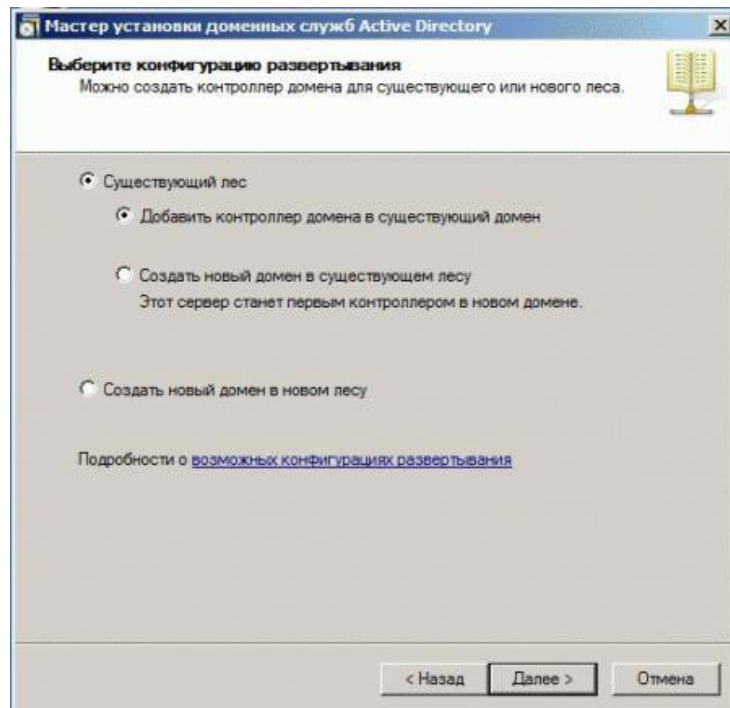 Мастер установки доменных служб Active Directory
Выберите конфигурацию развертывания
Можно создать контроллер домена для существующего или нового леса.
Существующий лес
Добавить контроллер домена в существующий домен
Создать новый домен в существующем лесу
Этот сервер станет первым контроллером в новом домене.
Создать новый домен в новом лесу
Подробности о возможных конфигурациях развертывания
< Назад Далее > Отмена